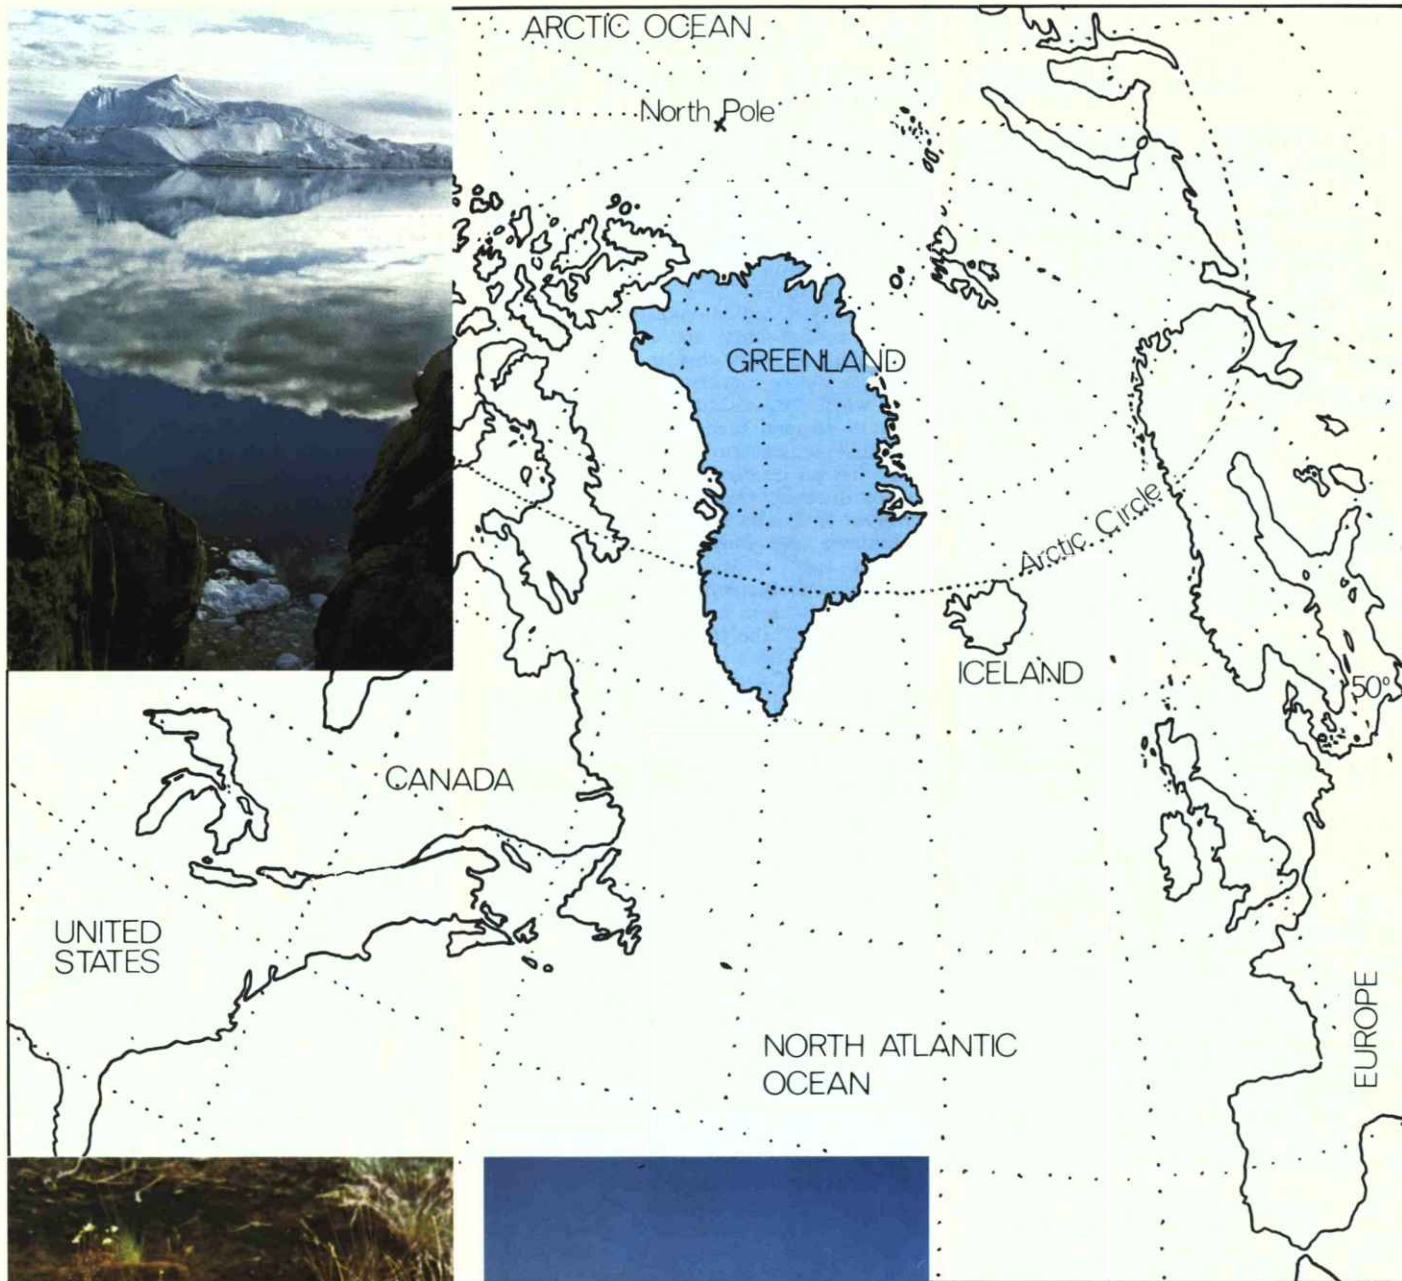 ARCTIC OCEAN
North Pole
90°
GREENLAND
Arctic Circle
ICELAND
50°
CANADA
UNITED
STATES
EUROPE
NORTH ATLANTIC
OCEAN